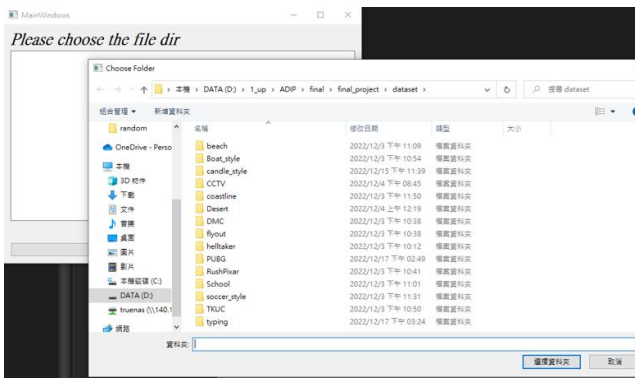 MainWindows
Please choose the file dir
Choose Folder
本機 › DATA (D:) › 1_up › ADIP › final › final_project › dataset ›
搜尋 dataset
組合管理 新增資料夾
random
OneDrive - Perso
本機
3D 物件
下載
文件
音樂
桌面
圖片
影片
本機磁碟 (C:)
DATA (D:)
truenas (\\140.1
網路
名稱 修改日期 類型 大小
beach 2022/12/3 下午 11:09 檔案資料夾
Boat_style 2022/12/3 下午 10:54 檔案資料夾
candle_style 2022/12/15 下午 11:39 檔案資料夾
CCTV 2022/12/4 下午 08:45 檔案資料夾
coastline 2022/12/3 下午 11:50 檔案資料夾
Desert 2022/12/4 上午 12:19 檔案資料夾
DMC 2022/12/3 下午 10:38 檔案資料夾
flyout 2022/12/3 下午 10:38 檔案資料夾
helltaker 2022/12/3 下午 10:12 檔案資料夾
PUBG 2022/12/17 下午 02:49 檔案資料夾
RushPixar 2022/12/3 下午 10:41 檔案資料夾
School 2022/12/3 下午 11:01 檔案資料夾
soccer_style 2022/12/3 下午 11:31 檔案資料夾
TKUC 2022/12/3 下午 10:50 檔案資料夾
typing 2022/12/17 下午 03:24 檔案資料夾
資料夾:
選擇資料夾 取消